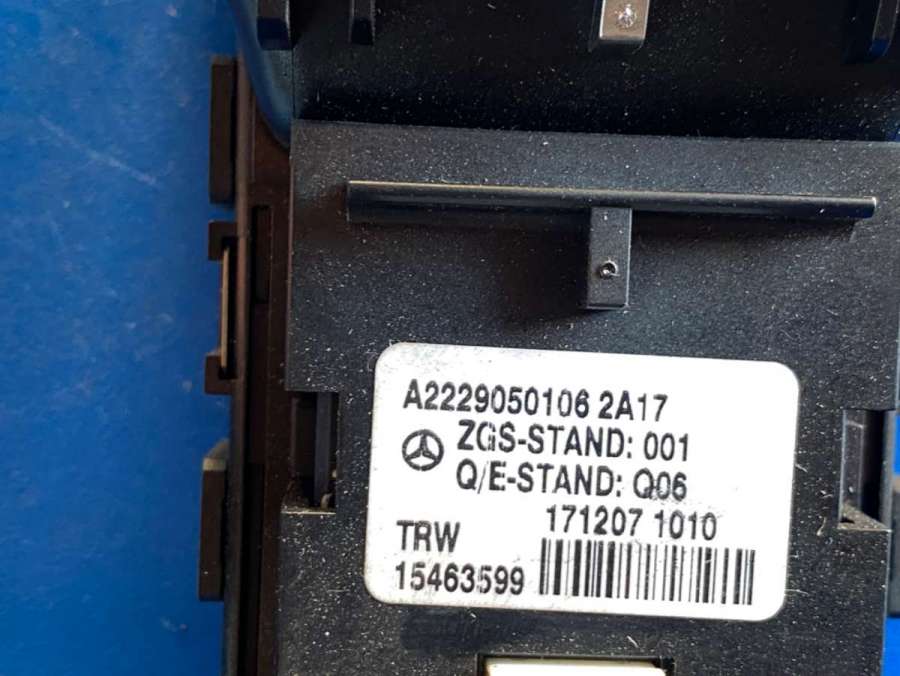 A2229050106 2A17
ZGS-STAND: 001
Q/E-STAND: Q06
171207 1010
TRW
15463599